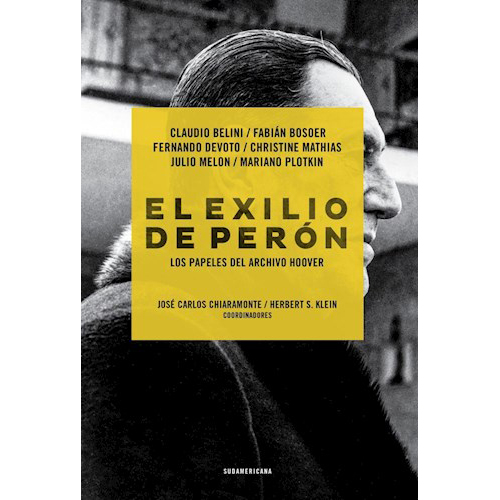 CLAUDIO BELINI / FABIÁN BOSOER
FERNANDO DEVOTO / CHRISTINE MATHIAS
JULIO MELON / MARIANO PLOTKIN
EL EXILIO
DE PERÓN
LOS PAPELES DEL ARCHIVO HOOVER
JOSÉ CARLOS CHIARAMONTE / HERBERT S. KLEIN
COORDINADORES
SUDAMERICANA